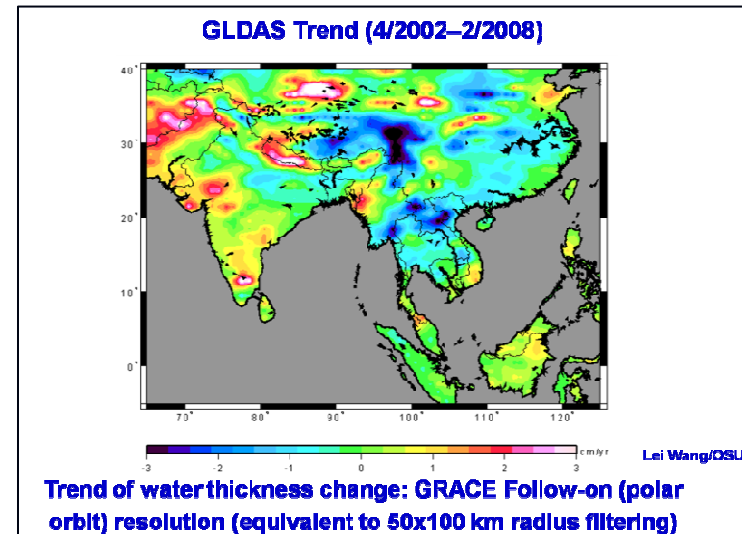 GLDAS Trend (4/2002–2/2008)
40°
30°
20°
10°
0°
70° 80° 90° 100° 110° 120°
-3 -2 -1 0 1 2 3 cm/yr
Lei Wang/OSU
Trend of water thickness change: GRACE Follow-on (polar
orbit) resolution (equivalent to 50x100 km radius filtering)